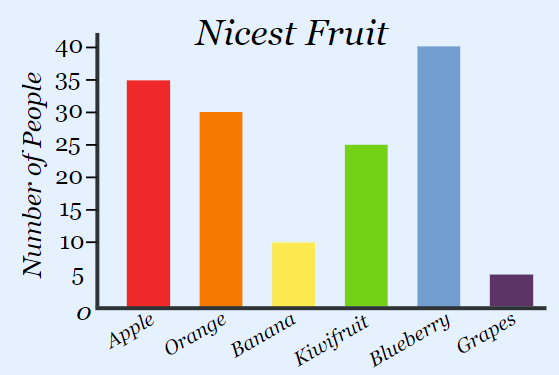 Nicest Fruit
Number of People
40
35
30
25
20
15
10
5
0
Apple
Orange
Banana
Kiwifruit
Blueberry
Grapes